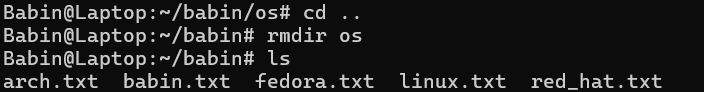 Babin@Laptop:~/babin/os# cd ..
Babin@Laptop:~/babin# rmdir os
Babin@Laptop:~/babin# ls
arch.txt  babin.txt  fedora.txt  linux.txt  red_hat.txt